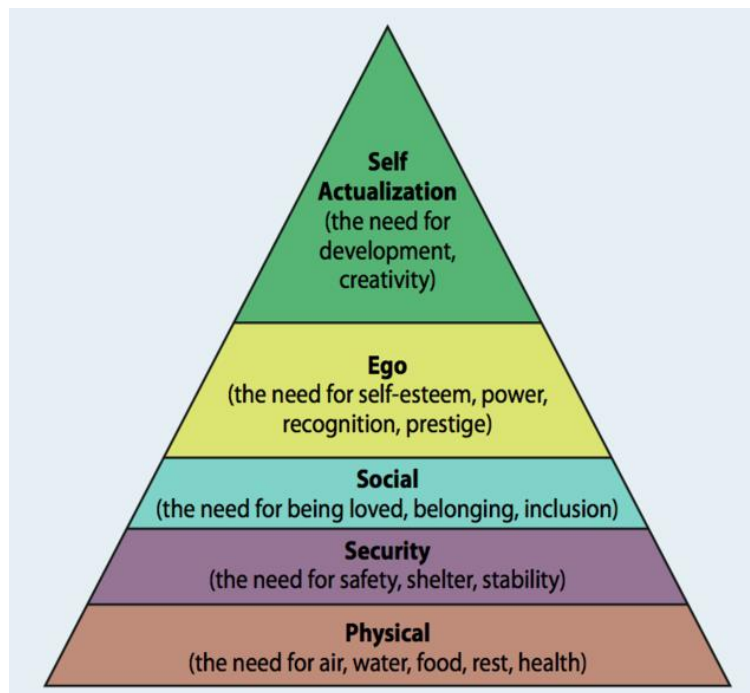 Self
Actualization
(the need for
development,
creativity)
Ego
(the need for self-esteem, power,
recognition, prestige)
Social
(the need for being loved, belonging, inclusion)
Security
(the need for safety, shelter, stability)
Physical
(the need for air, water, food, rest, health)